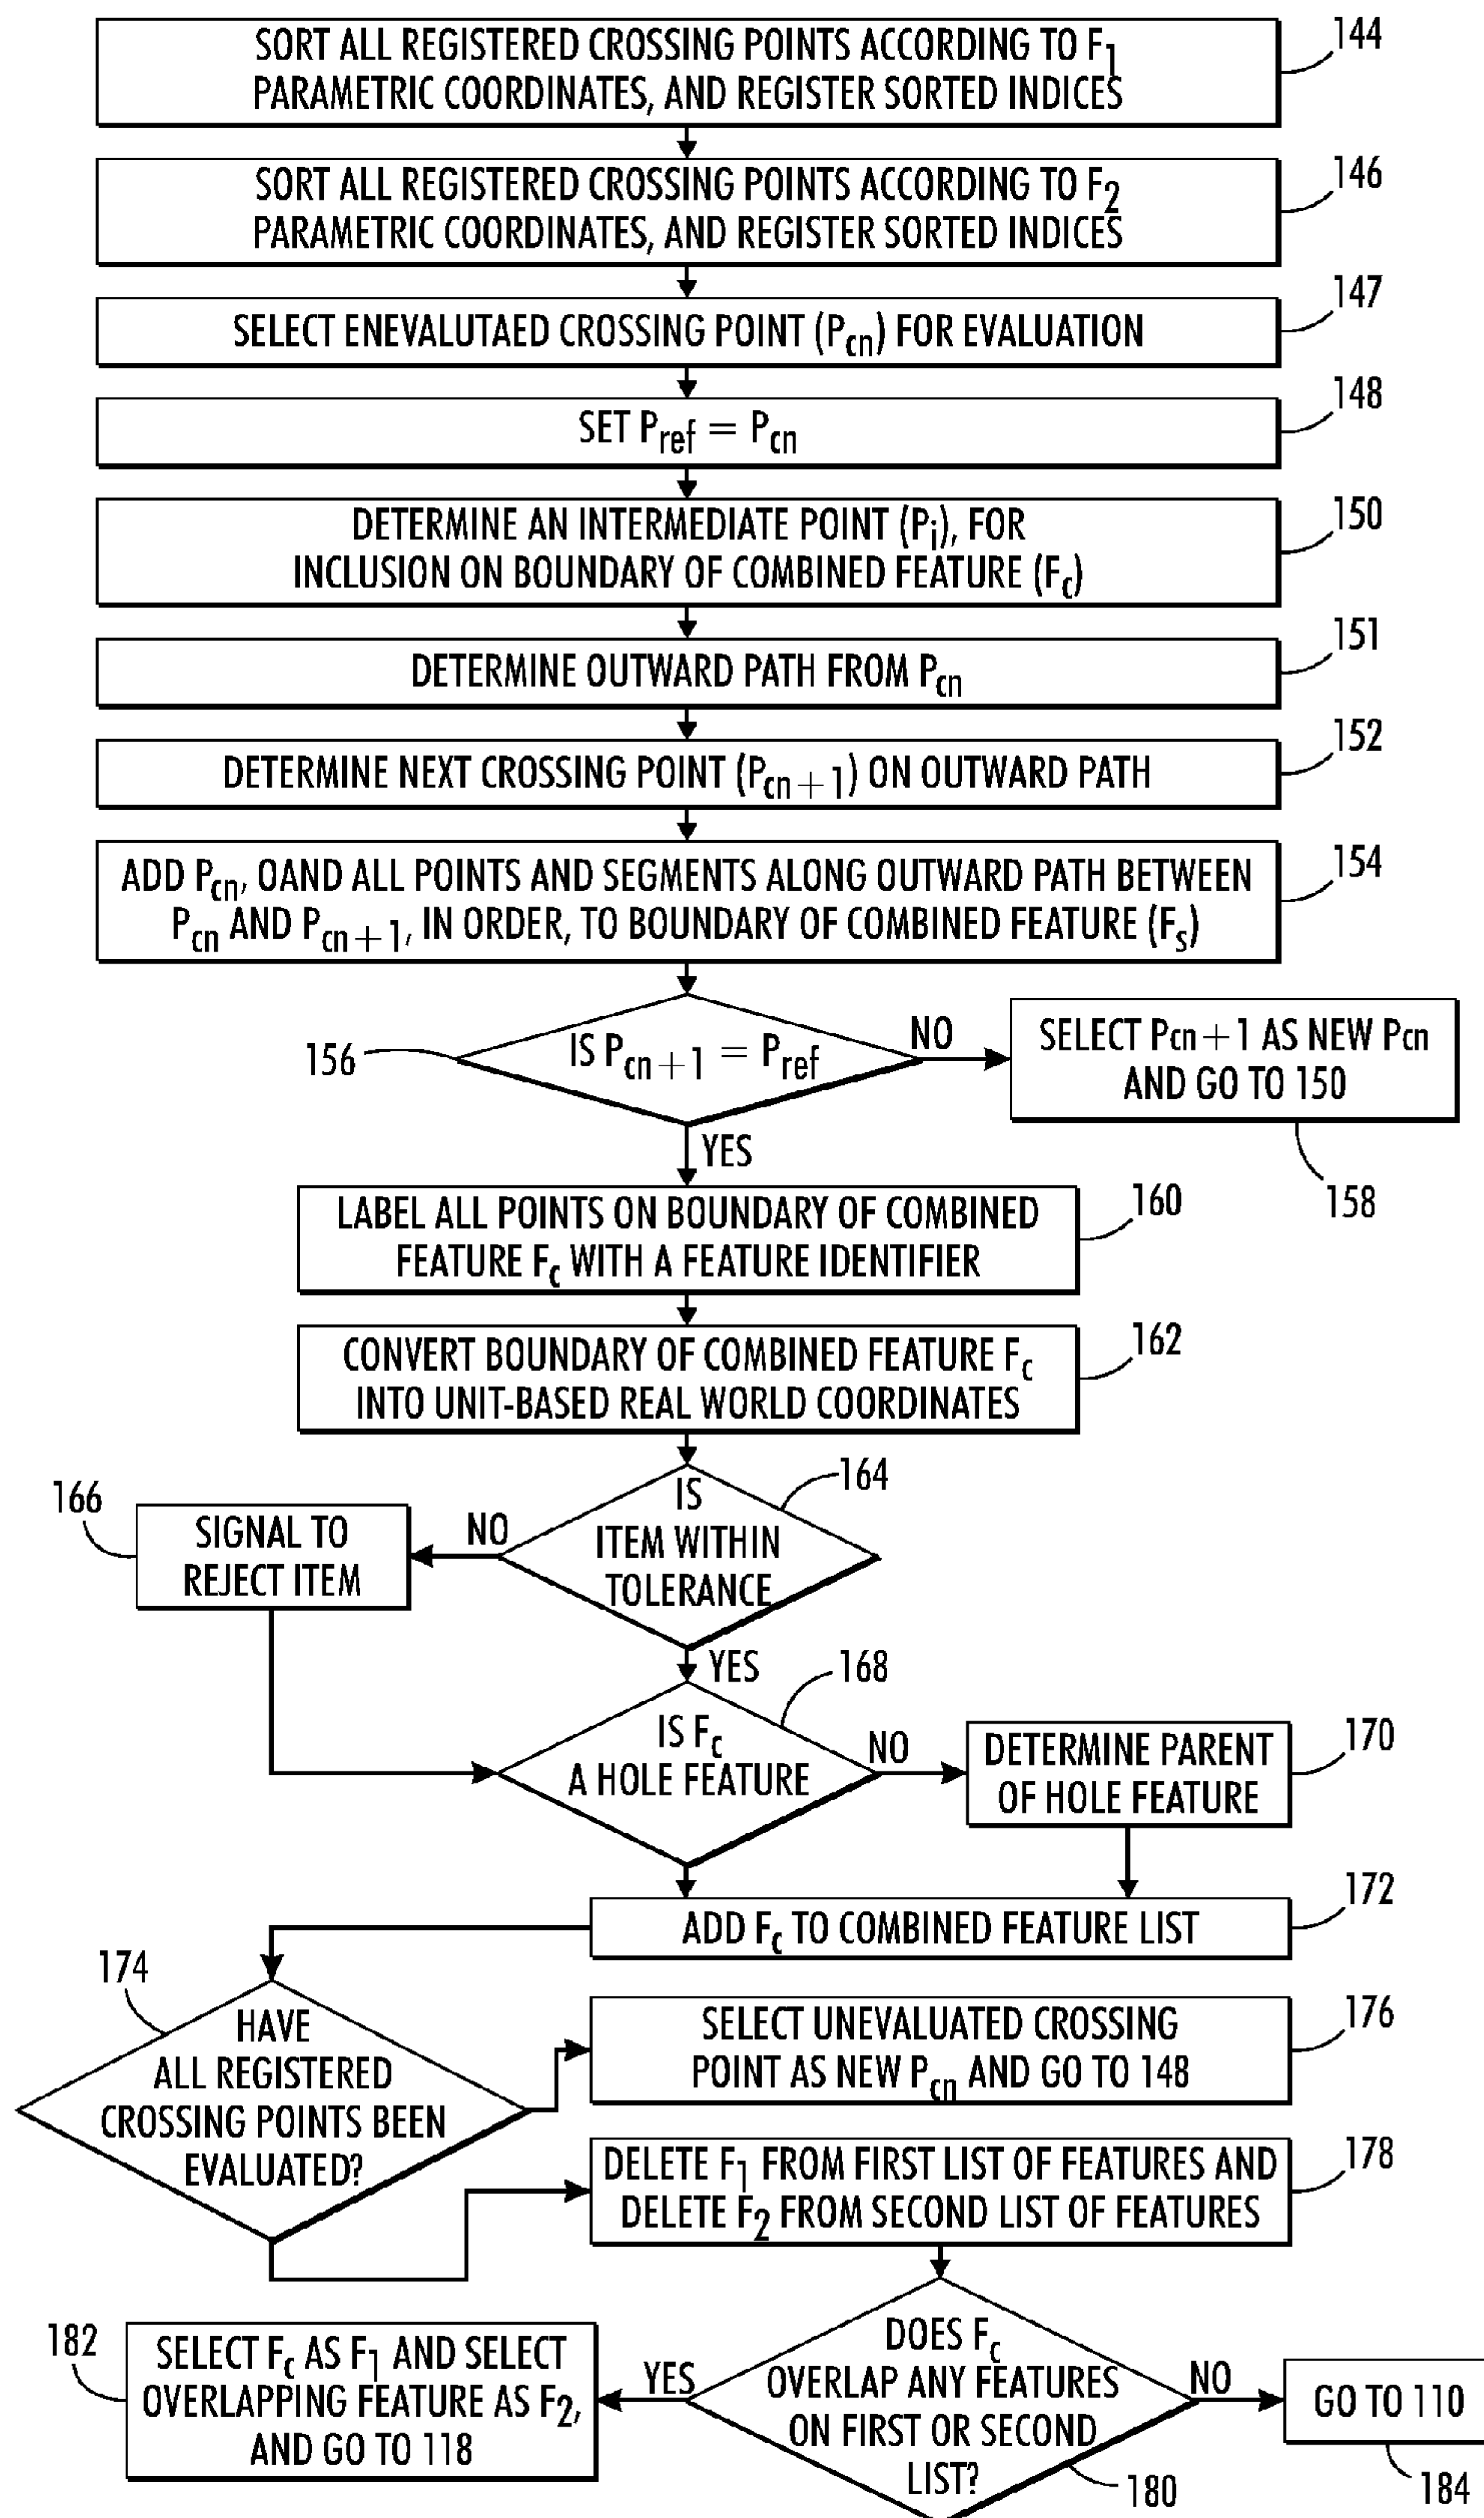 SORT ALL REGISTERED CROSSING POINTS ACCORDING TO F1
PARAMETRIC COORDINATES, AND REGISTER SORTED INDICES
144
SORT ALL REGISTERED CROSSING POINTS ACCORDING TO F2
PARAMETRIC COORDINATES, AND REGISTER SORTED INDICES
146
SELECT ENEVALUTAED CROSSING POINT (Pcn) FOR EVALUATION
147
SET Pref = Pcn
148
DETERMINE AN INTERMEDIATE POINT (Pi), FOR
INCLUSION ON BOUNDARY OF COMBINED FEATURE (Fc)
150
DETERMINE OUTWARD PATH FROM Pcn
151
DETERMINE NEXT CROSSING POINT (Pcn + 1) ON OUTWARD PATH
152
ADD Pcn, OAND ALL POINTS AND SEGMENTS ALONG OUTWARD PATH BETWEEN
Pcn AND Pcn+1, IN ORDER, TO BOUNDARY OF COMBINED FEATURE (Fs)
154
156
IS Pcn+1 = Pref
NO
SELECT Pcn+1 AS NEW Pcn
AND GO TO 150
158
YES
LABEL ALL POINTS ON BOUNDARY OF COMBINED
FEATURE Fc WITH A FEATURE IDENTIFIER
160
CONVERT BOUNDARY OF COMBINED FEATURE Fc
INTO UNIT-BASED REAL WORLD COORDINATES
162
IS
ITEM WITHIN
TOLERANCE
164
NO
SIGNAL TO
REJECT ITEM
166
YES
IS Fc
A HOLE FEATURE
168
NO
DETERMINE PARENT
OF HOLE FEATURE
170
ADD Fc TO COMBINED FEATURE LIST
172
174
HAVE
ALL REGISTERED
CROSSING POINTS BEEN
EVALUATED?
SELECT UNEVALUATED CROSSING
POINT AS NEW Pcn AND GO TO 148
176
DELETE F1 FROM FIRST LIST OF FEATURES AND
DELETE F2 FROM SECOND LIST OF FEATURES
178
DOES Fc
OVERLAP ANY FEATURES
ON FIRST OR SECOND
LIST?
180
YES
SELECT Fc AS F1 AND SELECT
OVERLAPPING FEATURE AS F2,
AND GO TO 118
182
NO
GO TO 110
184